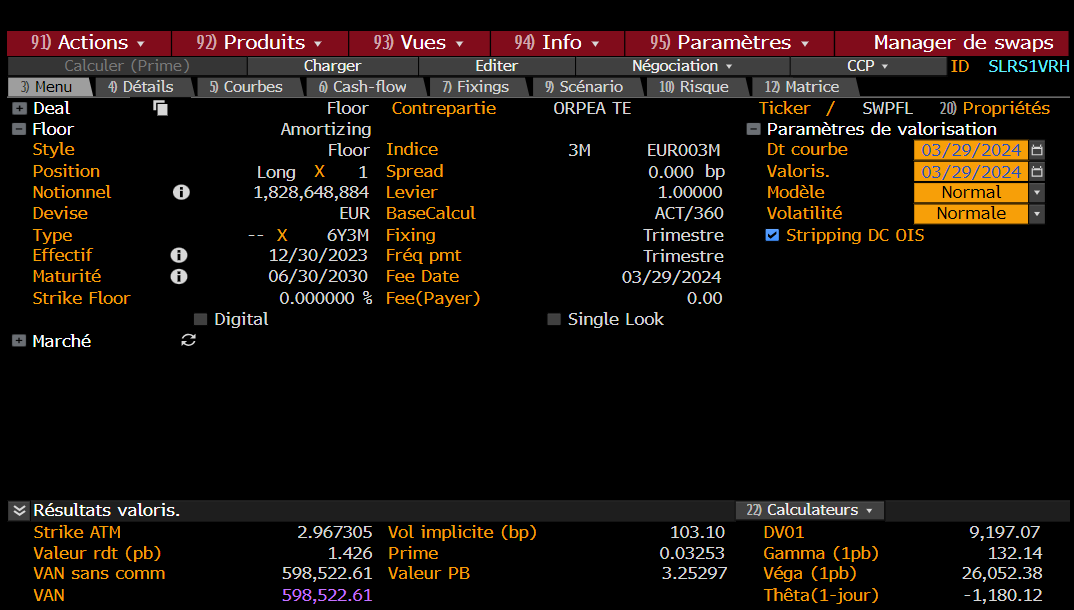 91) Actions 92) Produits 93) Vues 94) Info 95) Paramètres Manager de swaps
Calculer (Prime) Charger Editer Négociation CCP ID SLRS1VRH
3) Menu 4) Détails 5) Courbes 6) Cash-flow 7) Fixings 9) Scénario 10) Risque 12) Matrice
Deal Floor Contrepartie ORPEA TE Ticker / SWPFL 20) Propriétés
Floor Amortizing Paramètres de valorisation
Style Floor Indice 3M EUR003M Dt courbe 03/29/2024
Position Long X 1 Spread 0.000 bp Valoris. 03/29/2024
Notionnel 1,828,648,884 Levier 1.00000 Modèle Normal
Devise EUR BaseCalcul ACT/360 Volatilité Normale
Type -- X 6Y3M Fixing Trimestre Stripping DC OIS
Effectif 12/30/2023 Fréq pmt Trimestre
Maturité 06/30/2030 Fee Date 03/29/2024
Strike Floor 0.000000 % Fee(Payer) 0.00
Digital Single Look
Marché
Résultats valoris. 22) Calculateurs
Strike ATM 2.967305 Vol implicite (bp) 103.10 DV01 9,197.07
Valeur rdt (pb) 1.426 Prime 0.03253 Gamma (1pb) 132.14
VAN sans comm 598,522.61 Valeur PB 3.25297 Véga (1pb) 26,052.38
VAN 598,522.61 Thêta(1-jour) -1,180.12